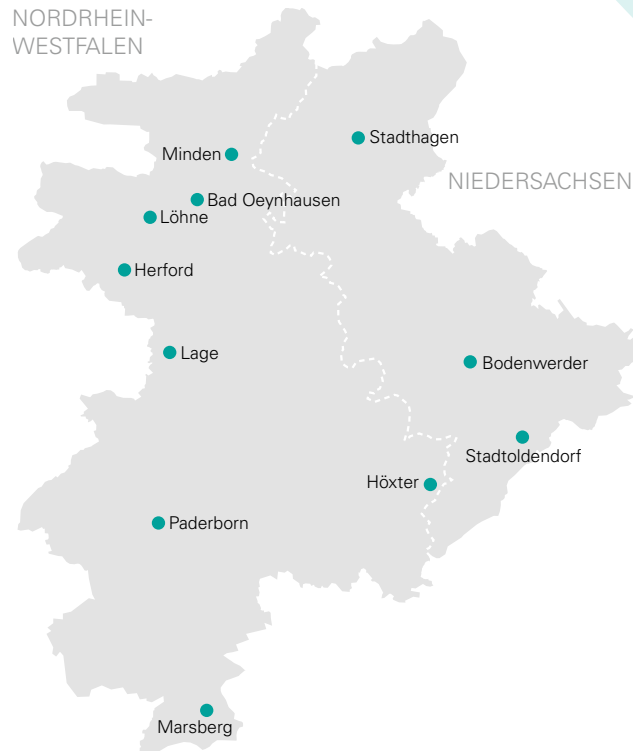 NORDRHEIN-
WESTFALEN
Stadthagen
Minden
NIEDERSACHSEN
Bad Oeynhausen
Löhne
Herford
Lage
Bodenwerder
Stadtoldendorf
Höxter
Paderborn
Marsberg